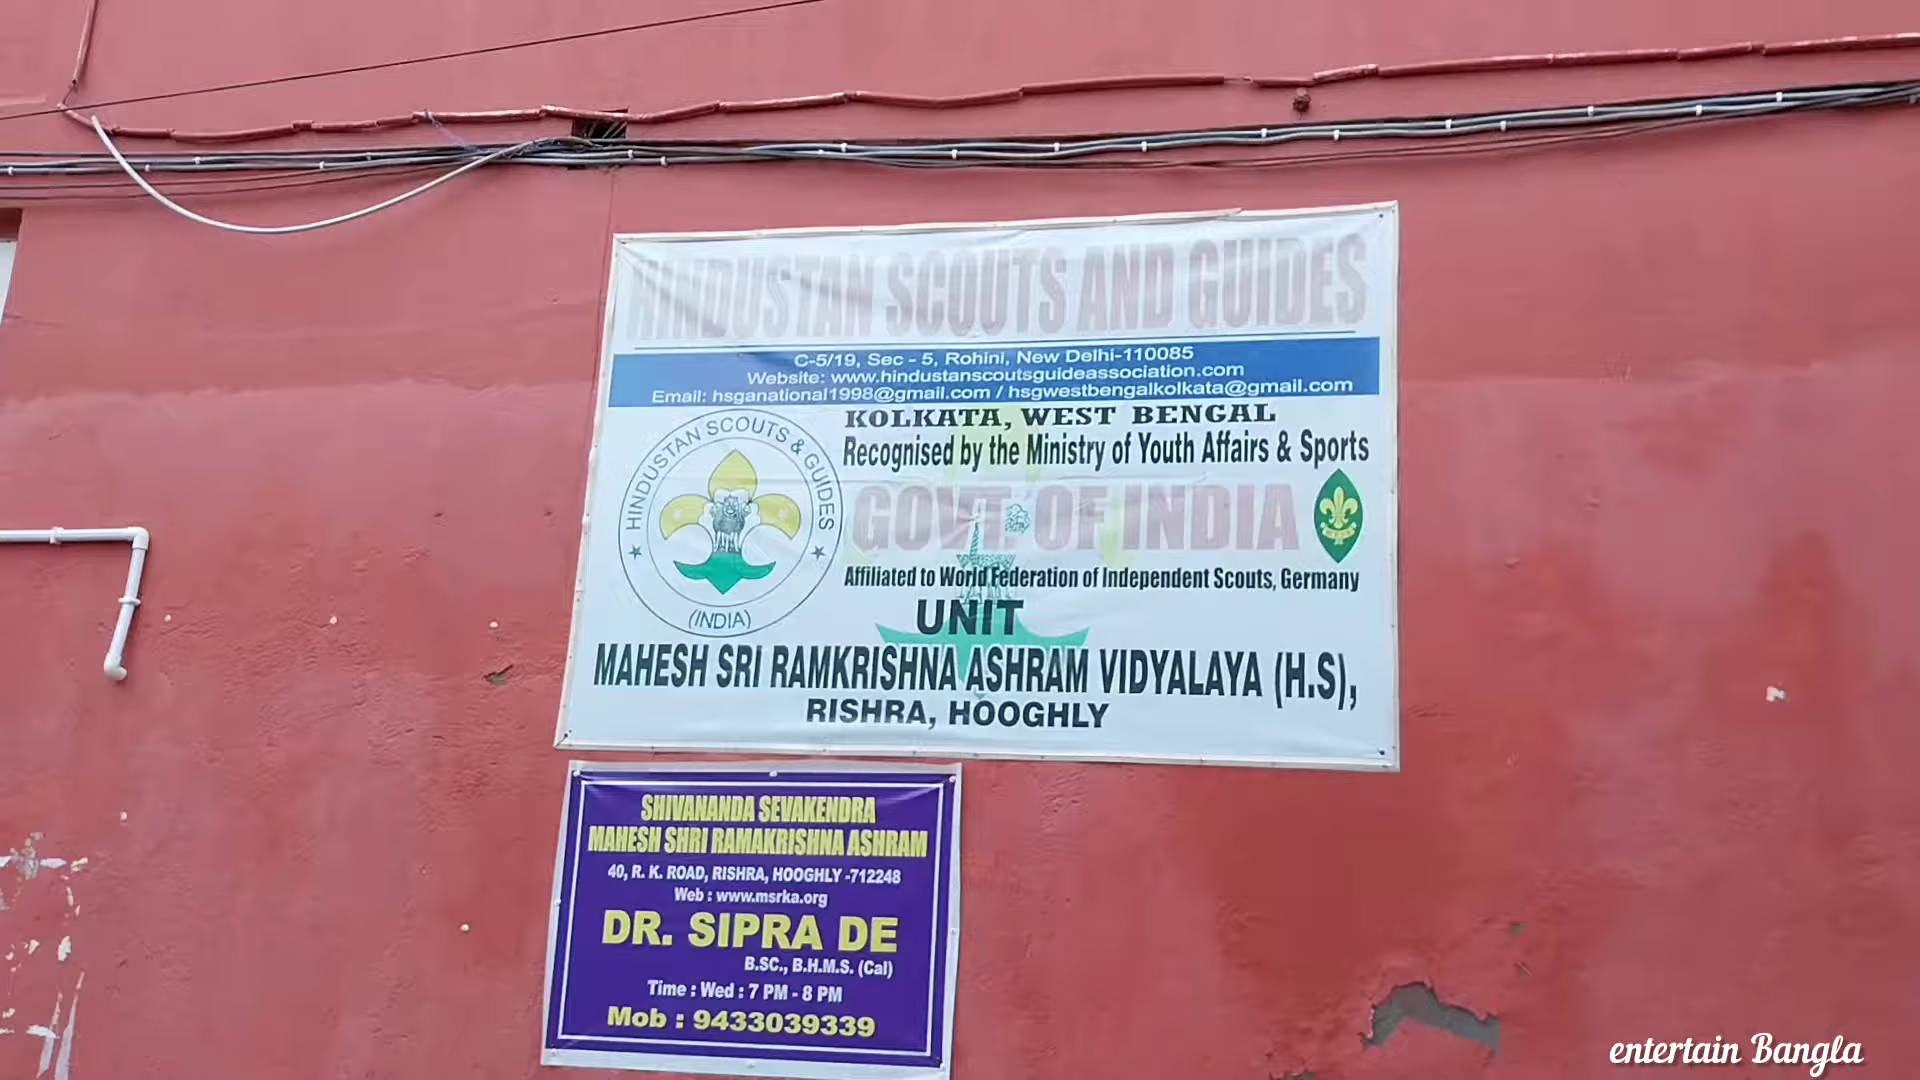 HINDUSTAN SCOUTS AND GUIDES
C-5/19, Sec - 5, Rohini, New Delhi-110085
Website: www.hindustanscoutsguideassociation.com
Email: hsganational1998@gmail.com / hsgwestbengalkolkata@gmail.com
HINDUSTAN SCOUTS & GUIDES
(INDIA)
KOLKATA, WEST BENGAL
Recognised by the Ministry of Youth Affairs & Sports
GOVT. OF INDIA
Affiliated to World Federation of Independent Scouts, Germany
UNIT
MAHESH SRI RAMKRISHNA ASHRAM VIDYALAYA (H.S),
RISHRA, HOOGHLY
SHIVANANDA SEVAKENDRA
MAHESH SHRI RAMAKRISHNA ASHRAM
40, R. K. ROAD, RISHRA, HOOGHLY -712248
Web : www.msrka.org
DR. SIPRA DE
B.SC., B.H.M.S. (Cal)
Time : Wed : 7 PM - 8 PM
Mob : 9433039339
entertain Bangla